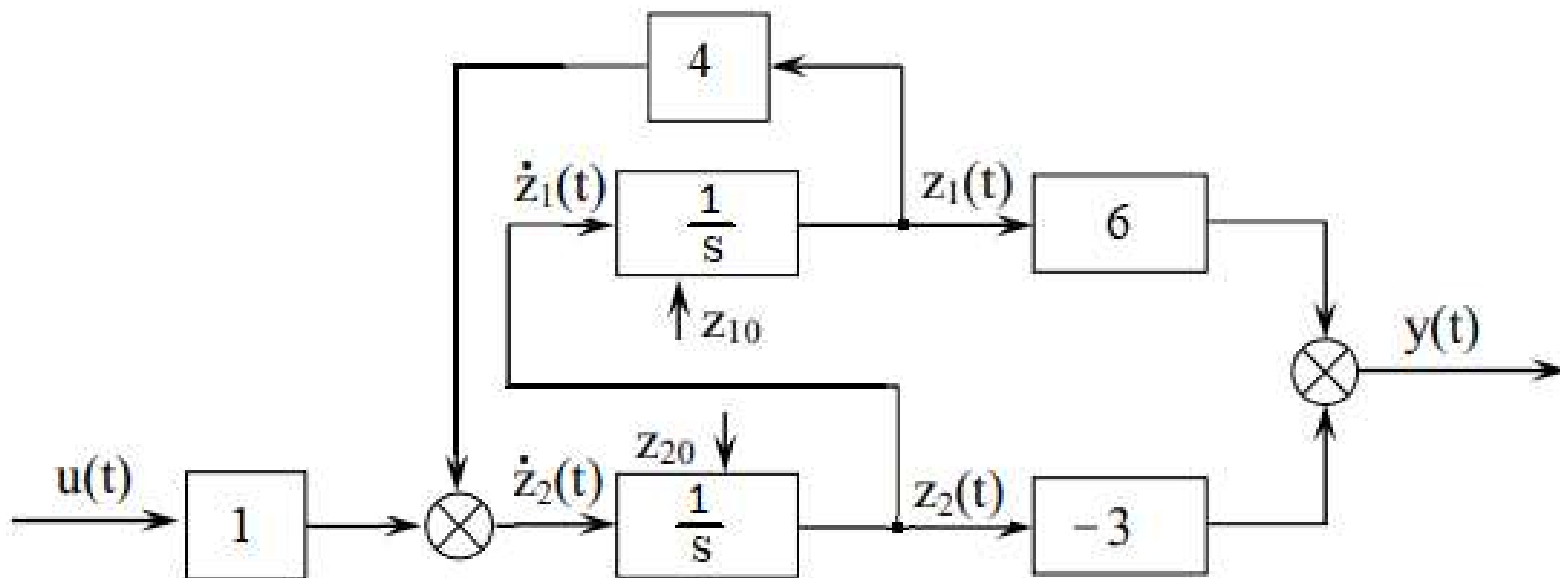 4
ż₁(t)
1
s
z₁(t)
6
z₁₀
y(t)
u(t)
1
z₂₀
ż₂(t)
1
s
z₂(t)
−3